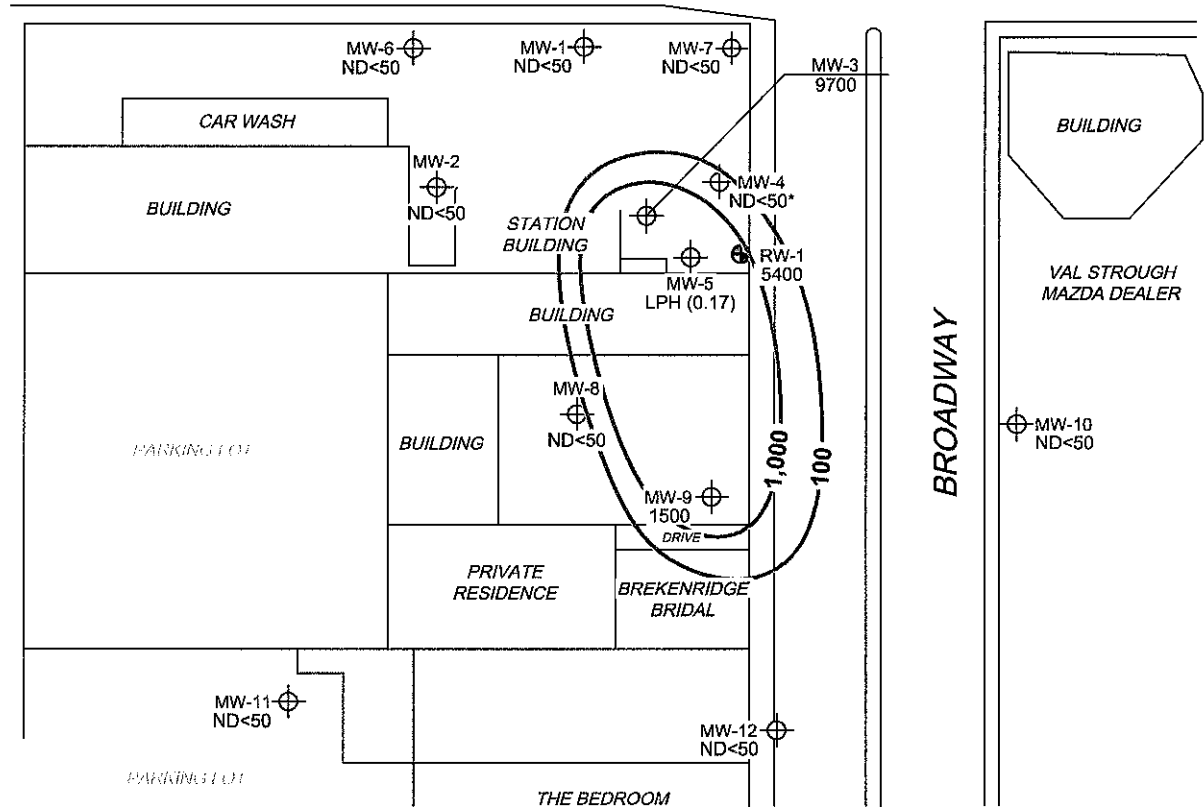 MW-6
ND<50
MW-1
ND<50
MW-7
ND<50
MW-3
9700
CAR WASH
BUILDING
MW-2
ND<50
BUILDING
MW-4
ND<50*
STATION
BUILDING
RW-1
5400
MW-5
LPH (0.17)
VAL STROUGH
MAZDA DEALER
BUILDING
BROADWAY
MW-8
ND<50
BUILDING
PARKING LOT
1,000
100
MW-10
ND<50
MW-9
1500
DRIVE
PRIVATE
RESIDENCE
BREKENRIDGE
BRIDAL
MW-11
ND<50
MW-12
ND<50
PARKING LOT
THE BEDROOM